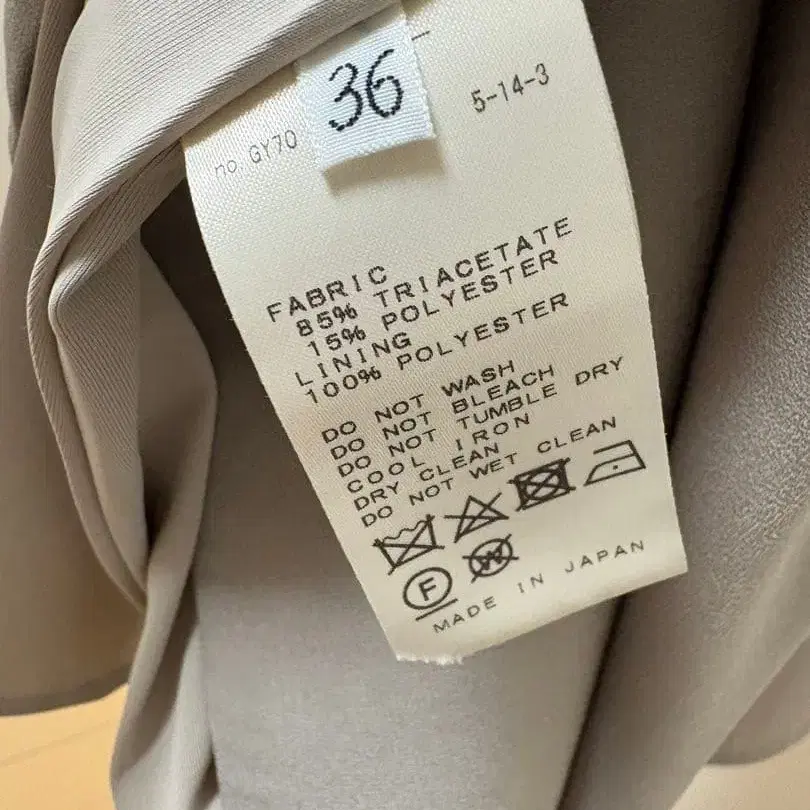 36
no. GY70
5-14-3
FABRIC
85% TRIACETATE
15% POLYESTER
LINING
100% POLYESTER
DO NOT WASH
DO NOT BLEACH
DO NOT TUMBLE DRY
COOL IRON
DRY CLEAN
DO NOT WET CLEAN
F
W
MADE IN JAPAN